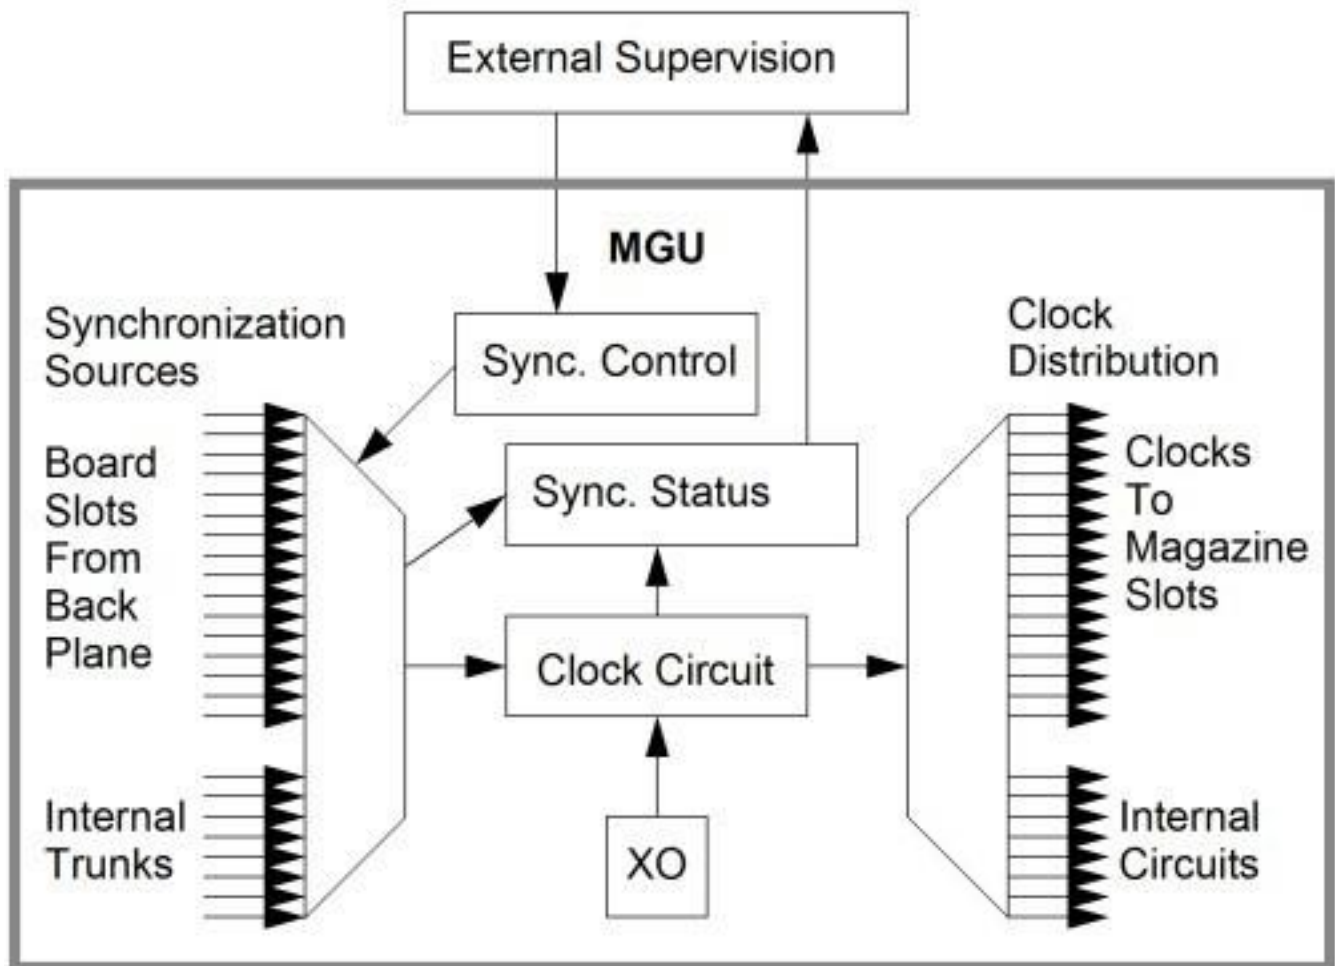 External Supervision
MGU
Synchronization
Sources
Sync. Control
Clock
Distribution
Board
Slots
From
Back
Plane
Sync. Status
Clocks
To
Magazine
Slots
Clock Circuit
Internal
Trunks
XO
Internal
Circuits